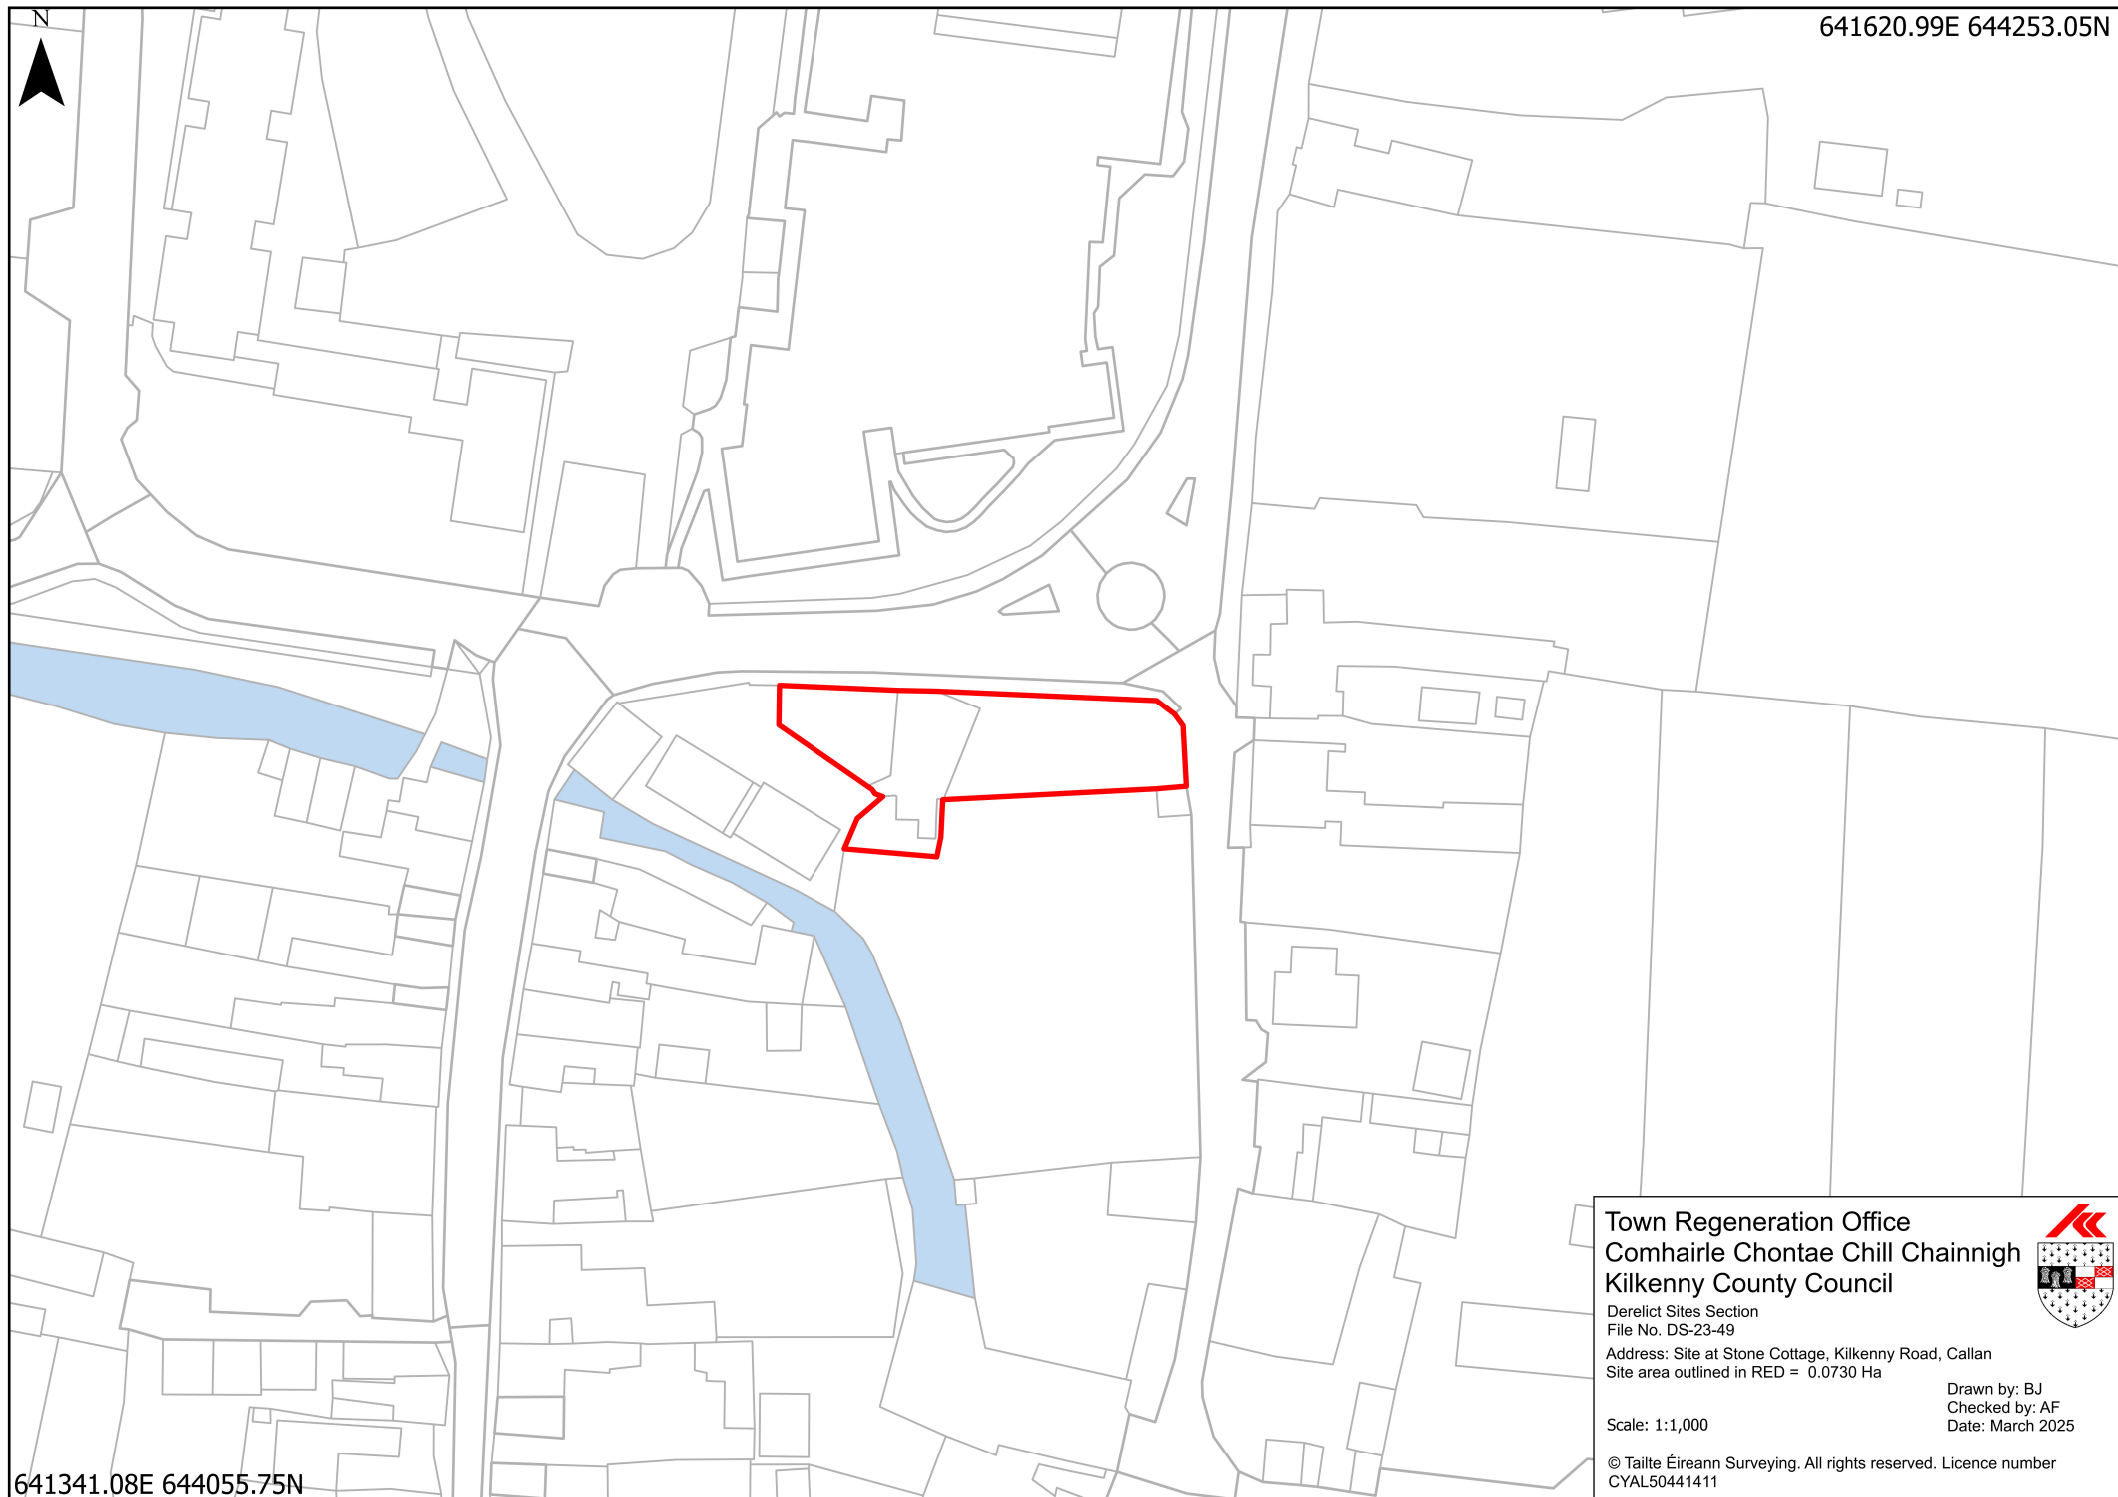 N
641620.99E 644253.05N
641341.08E 644055.75N
Town Regeneration Office
Comhairle Chontae Chill Chainnigh
Kilkenny County Council
Derelict Sites Section
File No. DS-23-49
Address: Site at Stone Cottage, Kilkenny Road, Callan
Site area outlined in RED = 0.0730 Ha
Drawn by: BJ
Checked by: AF
Scale: 1:1,000
Date: March 2025
© Tailte Éireann Surveying. All rights reserved. Licence number
CYAL50441411